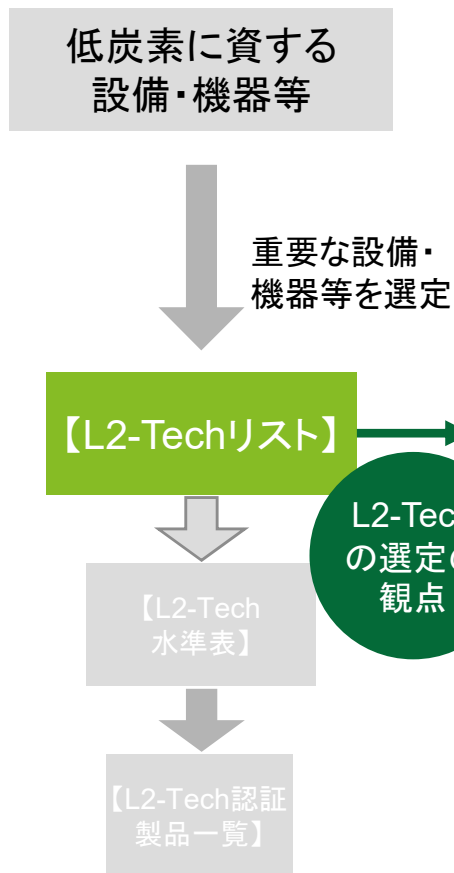 低炭素に資する
設備・機器等
重要な設備・
機器等を選定
【L2-Techリスト】
L2-Tec
の選定
観点
【L2-Tech
水準表】
【L2-Tech認証
製品一覧】